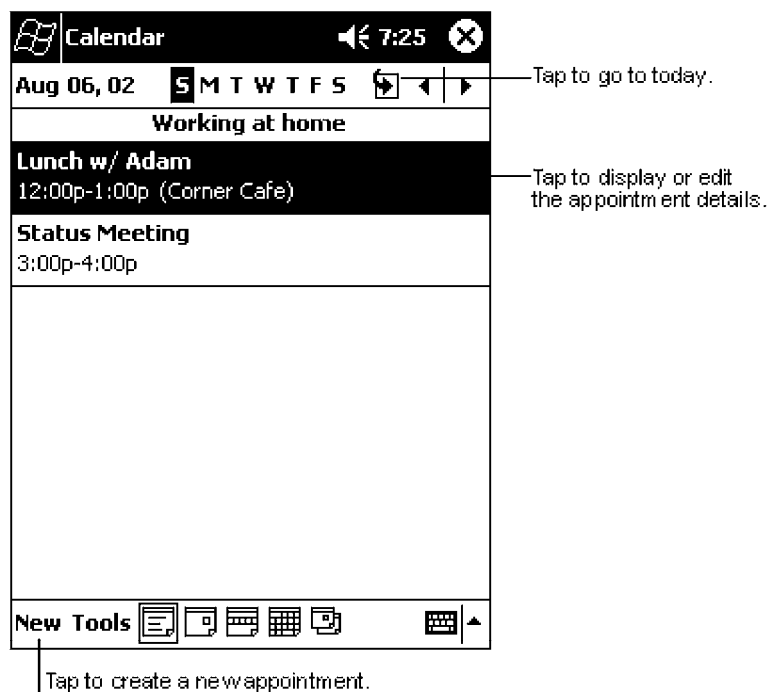 Calendar 7:25
Aug 06, 02 S M T W T F S
Tap to go to today.
Working at home
Lunch w/ Adam
12:00p-1:00p (Corner Cafe)
Tap to display or edit
the appointment details.
Status Meeting
3:00p-4:00p
New Tools
Tap to create a new appointment.